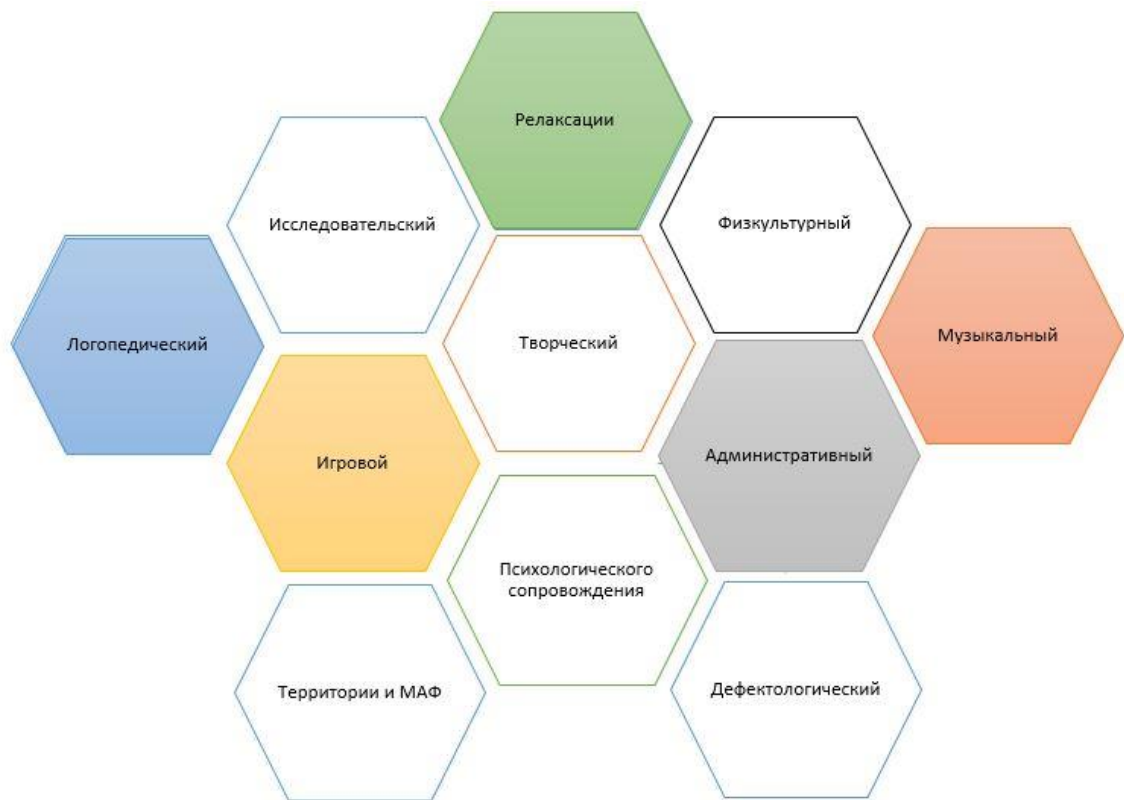 Релаксации
Исследовательский
Физкультурный
Логопедический
Творческий
Музыкальный
Игровой
Административный
Психологического
сопровождения
Территории и МАФ
Дефектологический